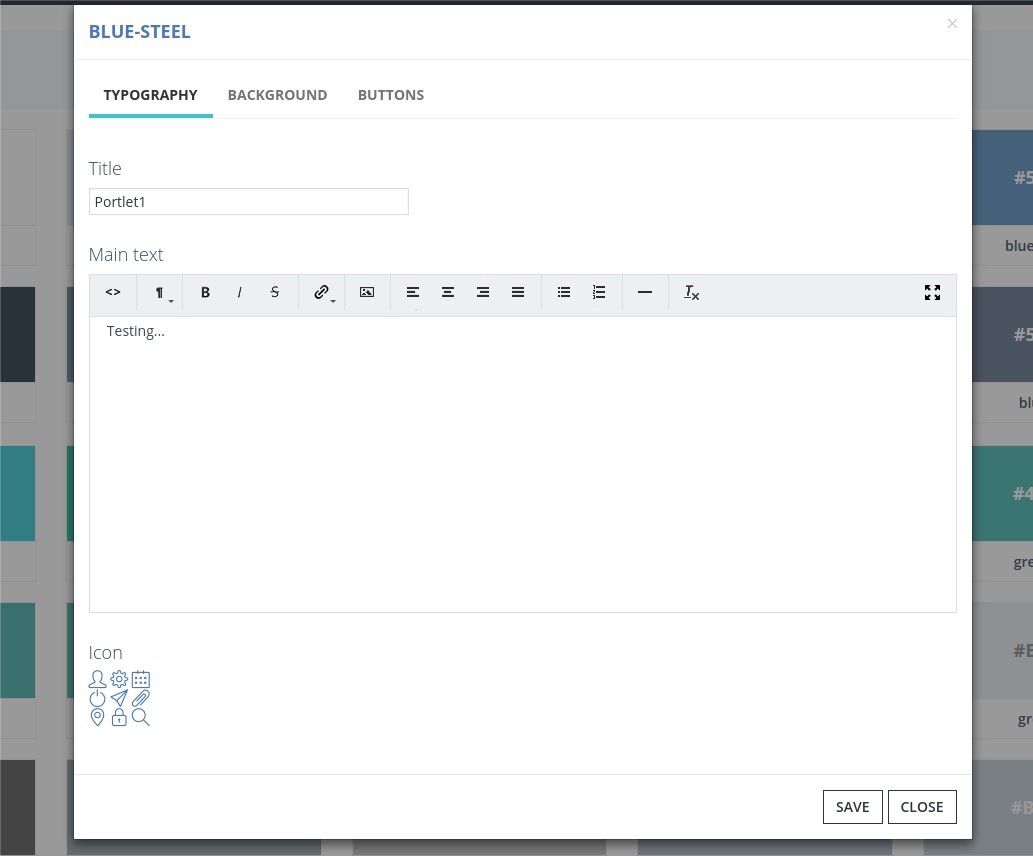 BLUE-STEEL
×
TYPOGRAPHY BACKGROUND BUTTONS
Title
Portlet1
Main text
<> ¶ B I S Tx
Testing...
Icon
SAVE CLOSE
#5
blue
#5
#4
gre
gr